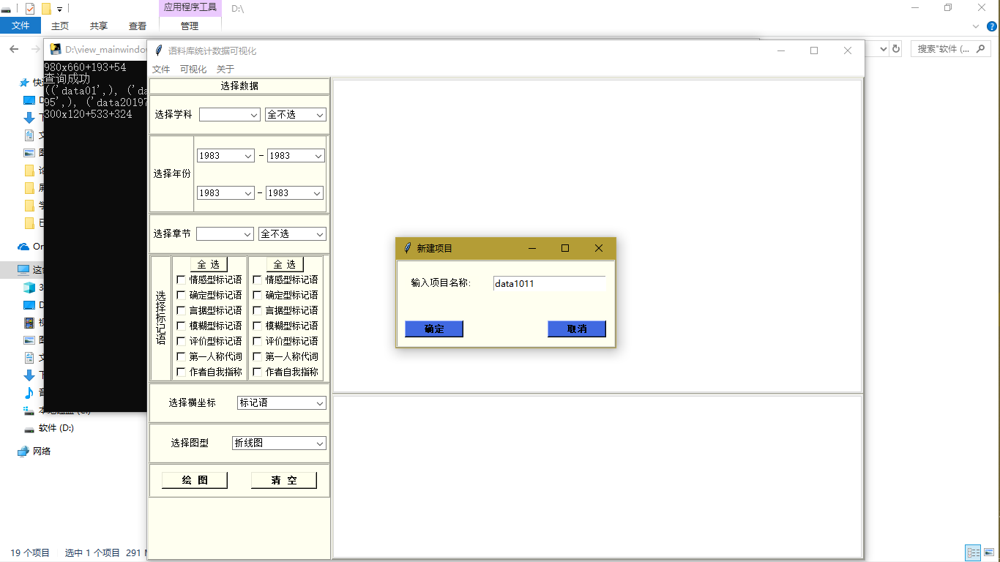 应用程序工具 D:\
文件 主页 共享 查看 管理
搜索"软件 (...
D:\view_mainwindow
980x660+193+54
查询成功
(('data01',), ('da
95',), ('data2019
300x120+533+324
语料库统计数据可视化
文件 可视化 关于
选择数据
选择学科 全不选
选择年份
1983 - 1983
1983 - 1983
选择章节 全不选
选择标记语
全 选 全 选
情感型标记语 情感型标记语
确定型标记语 确定型标记语
言据型标记语 言据型标记语
模糊型标记语 模糊型标记语
评价型标记语 评价型标记语
第一人称代词 第一人称代词
作者自我指称 作者自我指称
选择横坐标 标记语
选择图型 折线图
绘 图 清 空
新建项目
输入项目名称: data1011
确定 取消
软件 (D:)
网络
19 个项目 选中 1 个项目 291